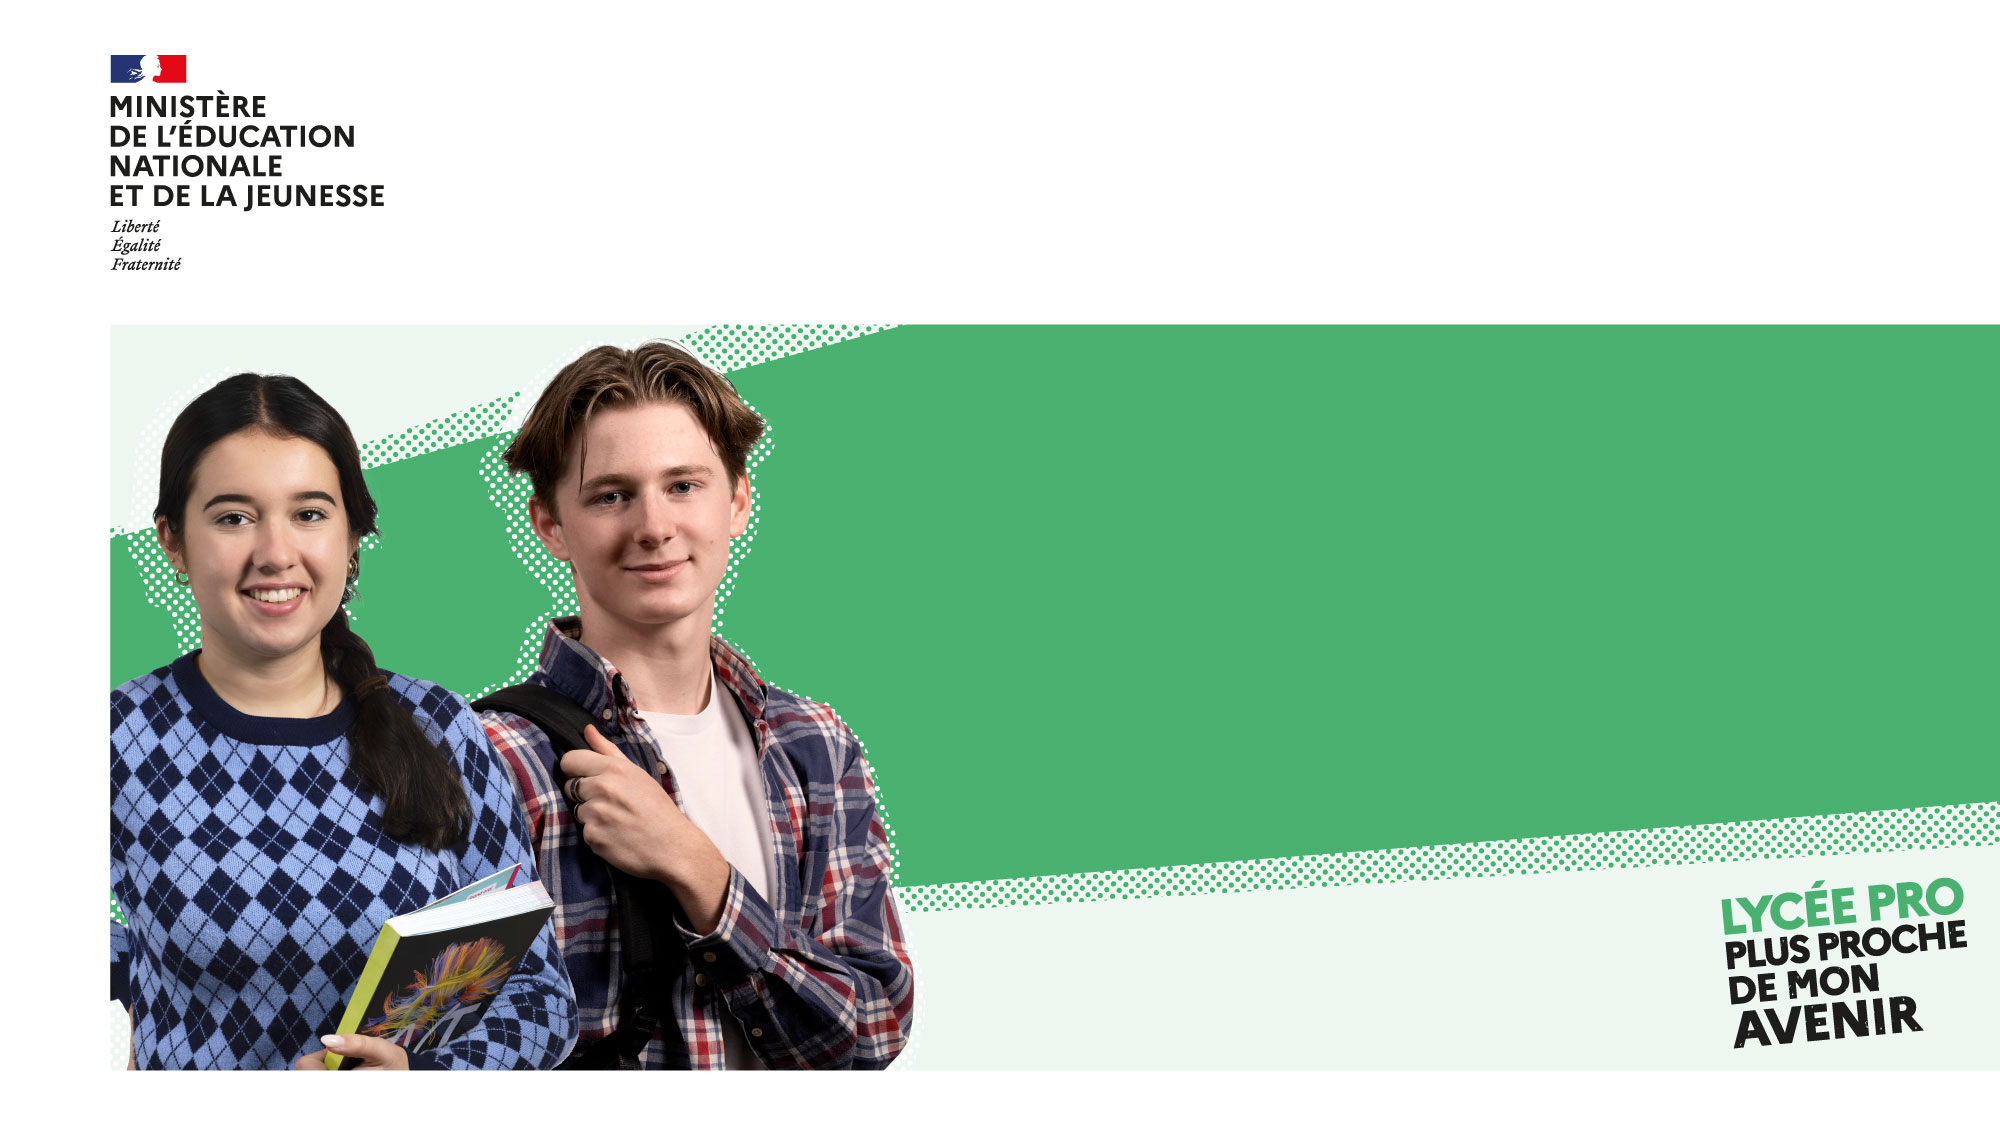 MINISTÈRE
DE L'ÉDUCATION
NATIONALE
ET DE LA JEUNESSE
Liberté
Égalité
Fraternité
LYCÉE PRO
PLUS PROCHE
DE MON
AVENIR